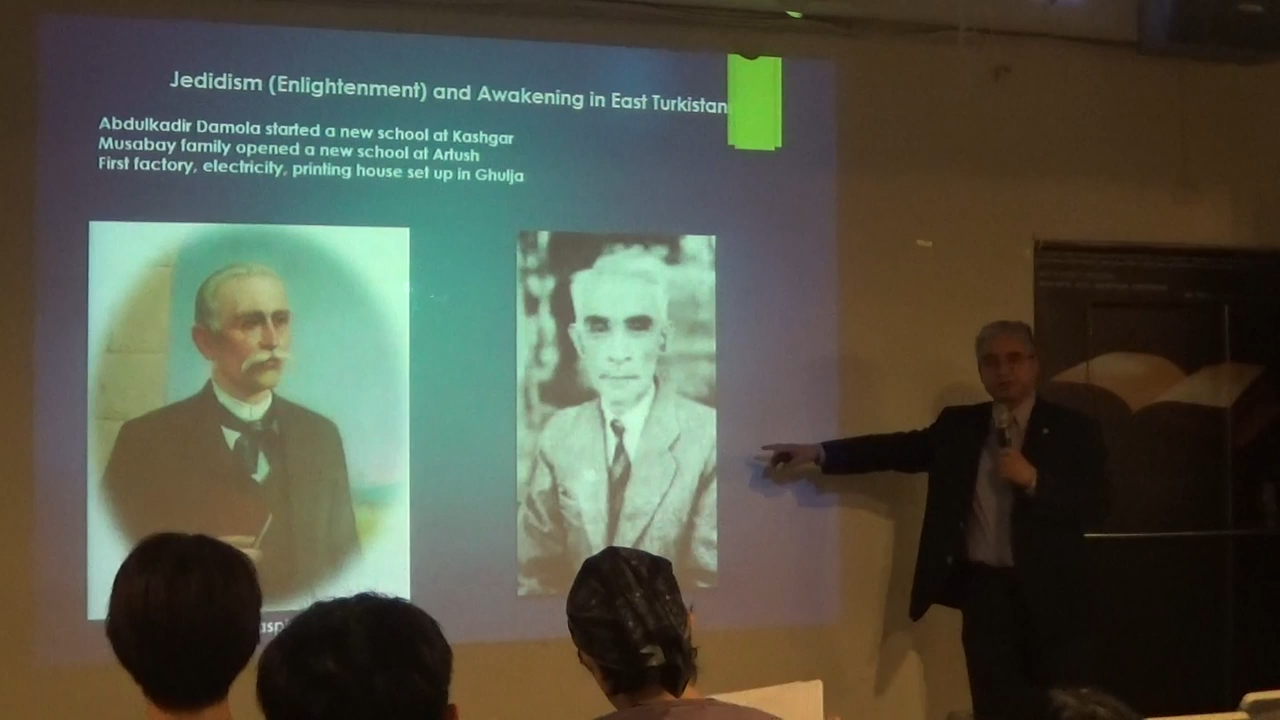 Jedidism (Enlightenment) and Awakening in East Turkistan
Abdulkadir Damola started a new school at Kashgar
Musabay family opened a new school at Artush
First factory, electricity, printing house set up in Ghulja